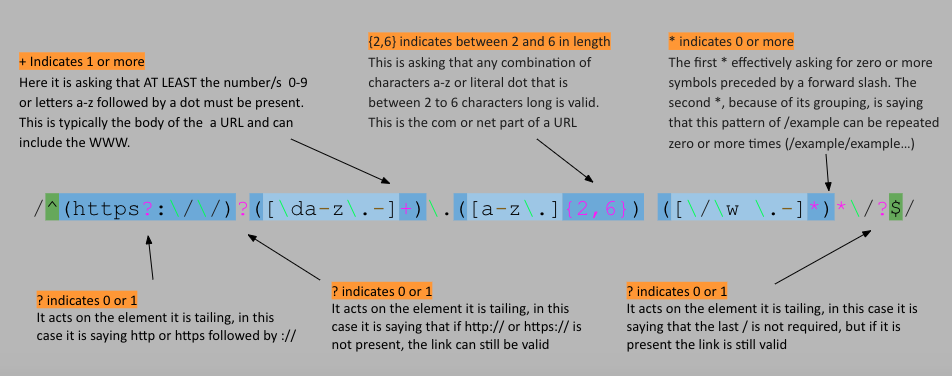 + Indicates 1 or more
Here it is asking that AT LEAST the number/s 0-9
or letters a-z followed by a dot must be present.
This is typically the body of the a URL and can
include the WWW.
{2,6} indicates between 2 and 6 in length
This is asking that any combination of
characters a-z or literal dot that is
between 2 to 6 characters long is valid.
This is the com or net part of a URL
* indicates 0 or more
The first * effectively asking for zero or more
symbols preceded by a forward slash. The
second *, because of its grouping, is saying
that this pattern of /example can be repeated
zero or more times (/example/example…)
/^(https?:\/\/)?([\da-z\.-]+)\.([a-z\.]{2,6}) ([\/\w \.-]*)*\/?$/
? indicates 0 or 1
It acts on the element it is tailing, in this
case it is saying http or https followed by ://
? indicates 0 or 1
It acts on the element it is tailing, in this
case it is saying that if http:// or https:// is
not present, the link can still be valid
? indicates 0 or 1
It acts on the element it is tailing, in this case it is
saying that the last / is not required, but if it is
present the link is still valid